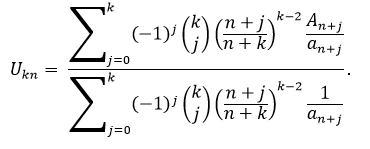 U_{kn} = \frac{\sum_{j=0}^{k} (-1)^j \binom{k}{j} \left(\frac{n+j}{n+k}\right)^{k-2} \frac{A_{n+j}}{a_{n+j}}}{\sum_{j=0}^{k} (-1)^j \binom{k}{j} \left(\frac{n+j}{n+k}\right)^{k-2} \frac{1}{a_{n+j}}}.